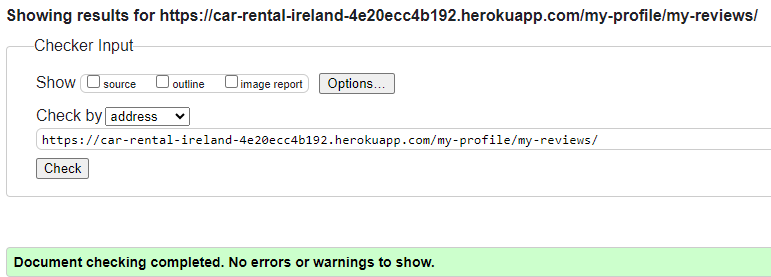 Showing results for https://car-rental-ireland-4e20ecc4b192.herokuapp.com/my-profile/my-reviews/
Checker Input
Show source outline image report Options...
Check by address
https://car-rental-ireland-4e20ecc4b192.herokuapp.com/my-profile/my-reviews/
Check
Document checking completed. No errors or warnings to show.